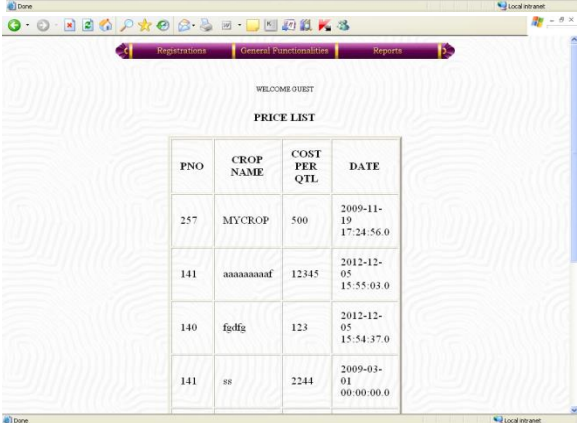 Done Local intranet
Registrations General Functionalities Reports
WELCOME GUEST
PRICE LIST
PNO CROP NAME COST PER QTL DATE
257 MYCROP 500 2009-11-19 17:24:56.0
141 aaaaaaaaaf 12345 2012-12-05 15:55:03.0
140 fgdfg 123 2012-12-05 15:54:37.0
141 ss 2244 2009-03-01 00:00:00.0
Done Local intranet